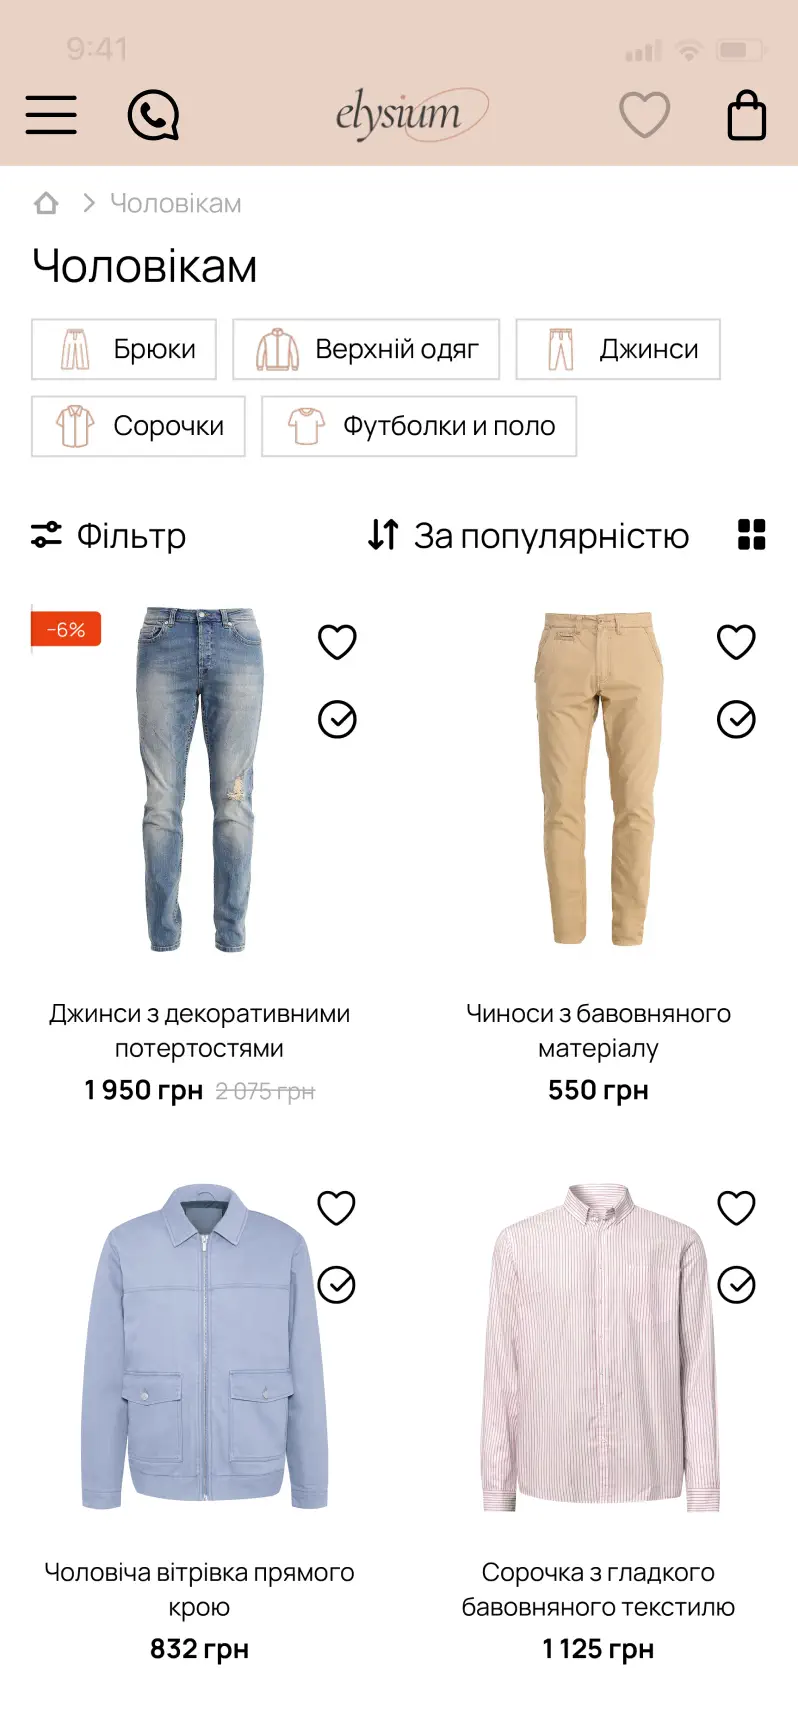 9:41
elysium
Чоловікам
Чоловікам
Брюки
Верхній одяг
Джинси
Сорочки
Футболки и поло
Фільтр
За популярністю
-6%
Джинси з декоративними
потертостями
1 950 грн 2 075 грн
Чиноси з бавовняного
матеріалу
550 грн
Чоловіча вітрівка прямого
крою
832 грн
Сорочка з гладкого
бавовняного текстилю
1 125 грн